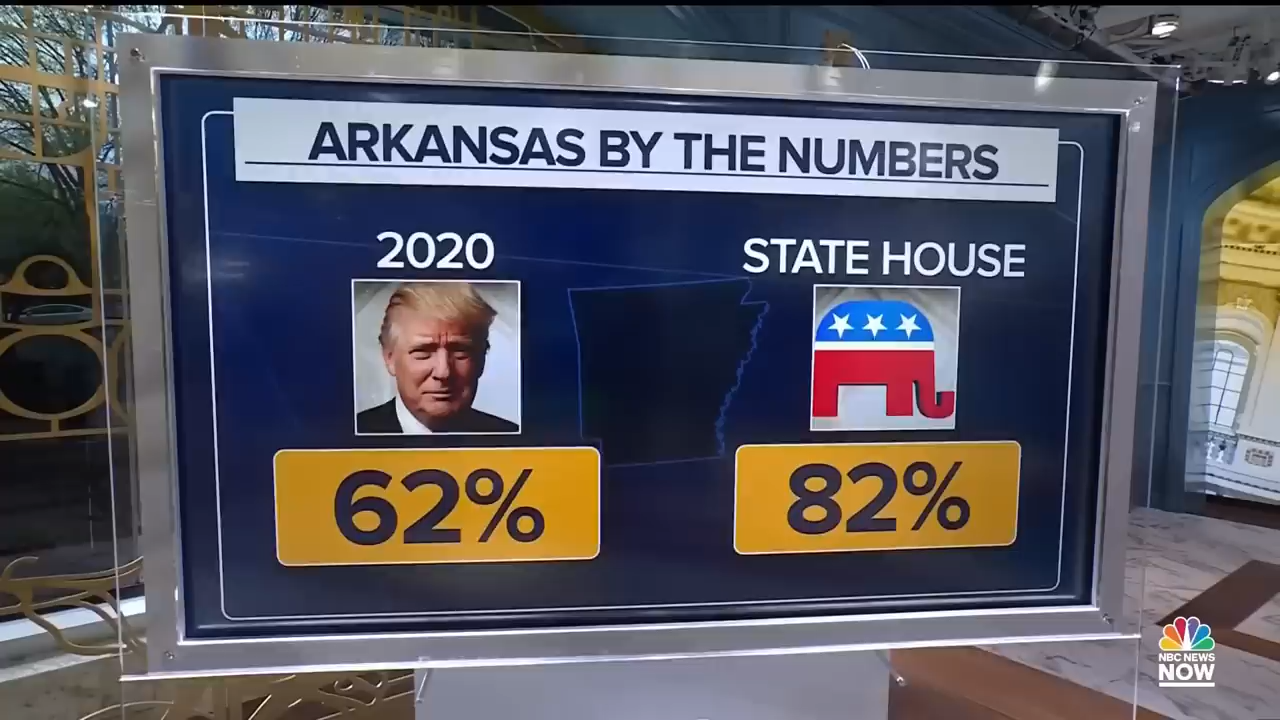 ARKANSAS BY THE NUMBERS
2020
STATE HOUSE
62%
82%
NBC NEWS
NOW